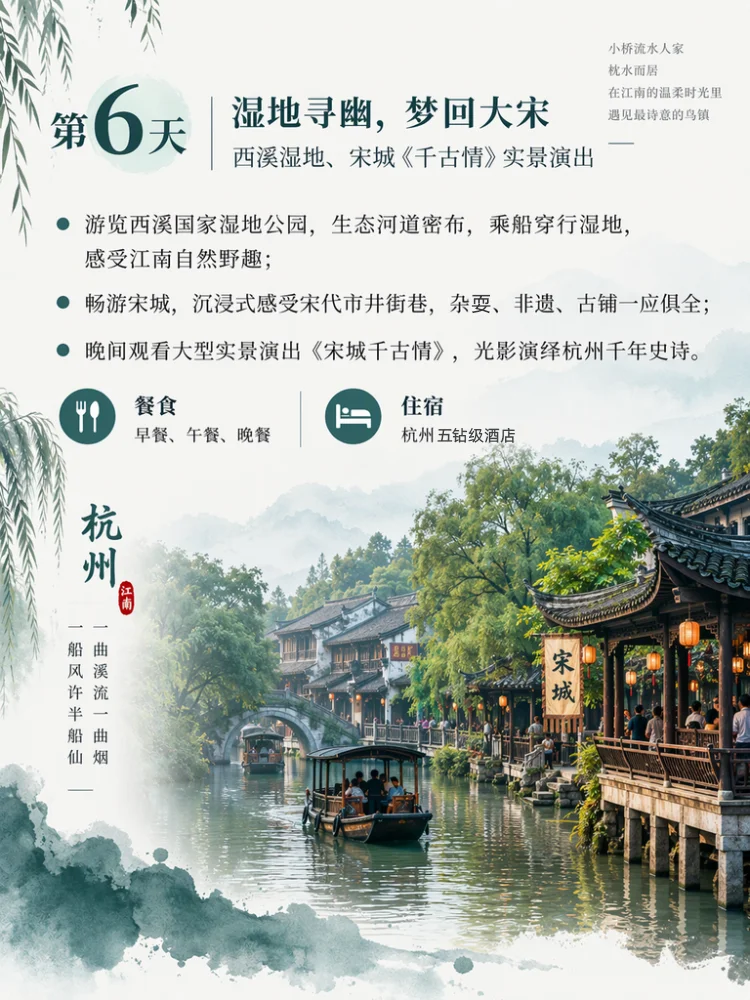 小桥流水人家
枕水而居
在江南的温柔时光里
遇见最诗意的乌镇
第6天
湿地寻幽，梦回大宋
西溪湿地、宋城《千古情》实景演出
游览西溪国家湿地公园，生态河道密布，乘船穿行湿地，
感受江南自然野趣；
畅游宋城，沉浸式感受宋代市井街巷，杂耍、非遗、古铺一应俱全；
晚间观看大型实景演出《宋城千古情》，光影演绎杭州千年史诗。
餐食
早餐、午餐、晚餐
住宿
杭州五钻级酒店
杭州
江南
一曲溪流一曲烟
一船风许半船仙
宋城